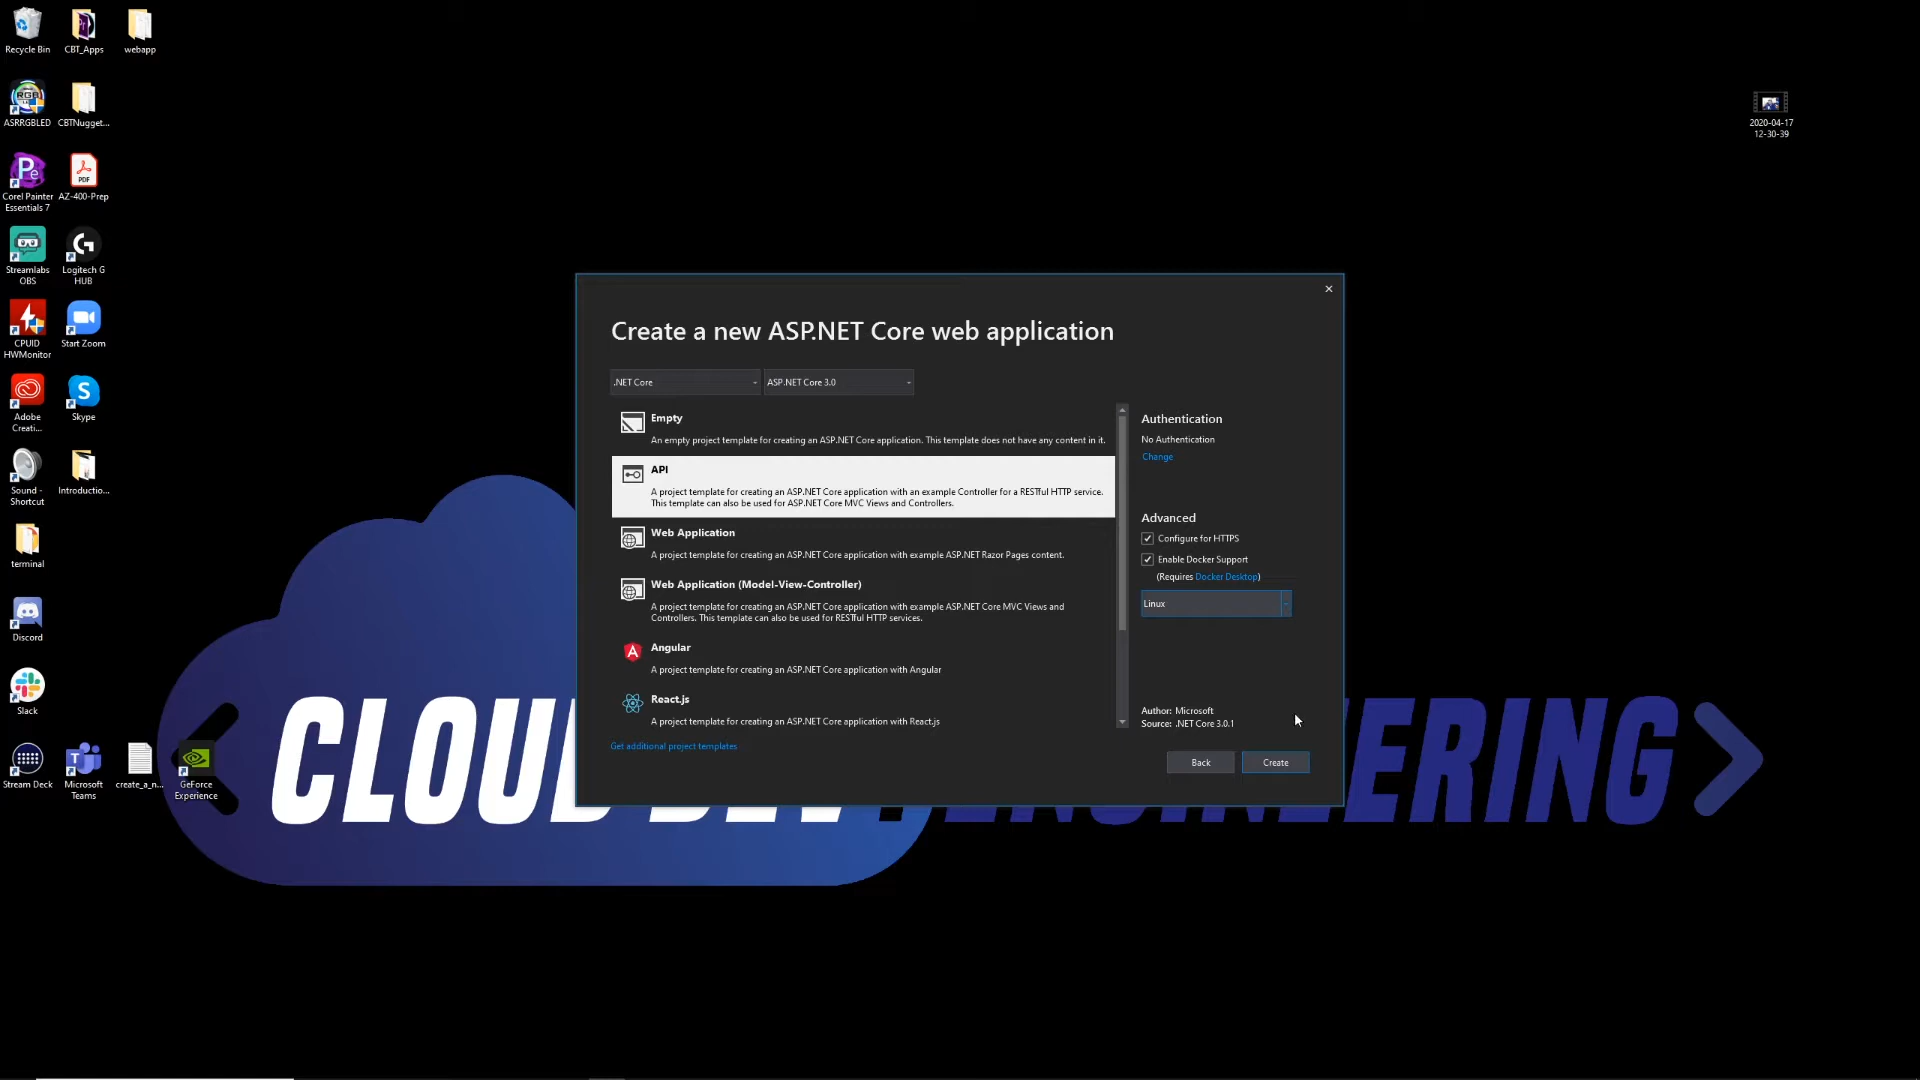 Recycle Bin
CBT_Apps
webapp
ASRRGBLED
CBTNugget...
Corel Painter
Essentials 7
AZ-400-Prep
PDF
Streamlabs
OBS
Logitech G
HUB
CPUID
HWMonitor
Start Zoom
Adobe
Creati...
Skype
Sound -
Shortcut
Introductio...
terminal
Discord
Slack
Stream Deck
Microsoft
Teams
create_a_n...
GeForce
Experience
2020-04-17
12-30-39
Create a new ASP.NET Core web application
.NET Core
ASP.NET Core 3.0
Empty
An empty project template for creating an ASP.NET Core application. This template does not have any content in it.
API
A project template for creating an ASP.NET Core application with an example Controller for a RESTful HTTP service.
This template can also be used for ASP.NET Core MVC Views and Controllers.
Web Application
A project template for creating an ASP.NET Core application with example ASP.NET Razor Pages content.
Web Application (Model-View-Controller)
A project template for creating an ASP.NET Core application with example ASP.NET Core MVC Views and
Controllers. This template can also be used for RESTful HTTP services.
Angular
A project template for creating an ASP.NET Core application with Angular
React.js
A project template for creating an ASP.NET Core application with React.js
Get additional project templates
Authentication
No Authentication
Change
Advanced
Configure for HTTPS
Enable Docker Support
(Requires Docker Desktop)
Linux
Author: Microsoft
Source: .NET Core 3.0.1
Back
Create